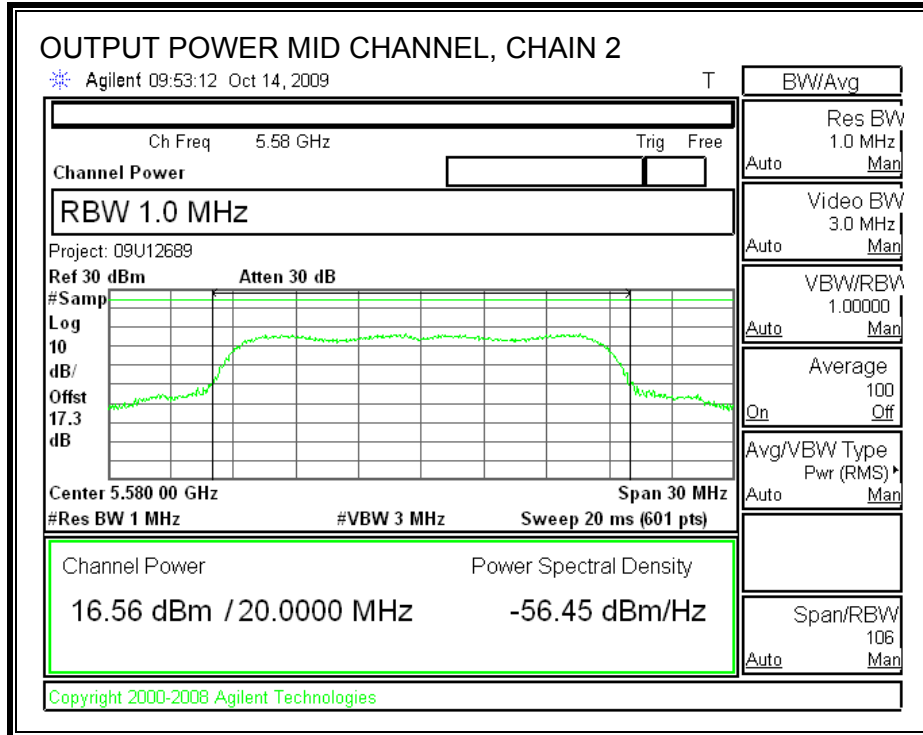 OUTPUT POWER MID CHANNEL, CHAIN 2
Agilent 09:53:12 Oct 14, 2009 T
Ch Freq 5.58 GHz Trig Free
Channel Power
RBW 1.0 MHz
Project: 09U12689
Ref 30 dBm Atten 30 dB
#Samp
Log
10
dB/
Offst
17.3
dB
Center 5.580 00 GHz Span 30 MHz
#Res BW 1 MHz #VBW 3 MHz Sweep 20 ms (601 pts)
Channel Power Power Spectral Density
16.56 dBm / 20.0000 MHz -56.45 dBm/Hz
Copyright 2000-2008 Agilent Technologies
BW/Avg
Res BW
1.0 MHz
Auto Man
Video BW
3.0 MHz
Auto Man
VBW/RBW
1.00000
Auto Man
Average
100
On Off
Avg/VBW Type
Pwr (RMS)
Auto Man
Span/RBW
106
Auto Man